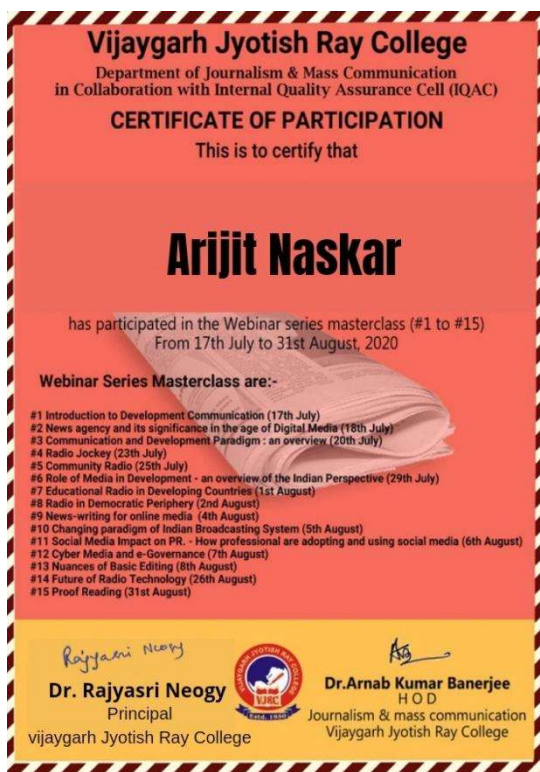 Vijaygarh Jyotish Ray College
Department of Journalism & Mass Communication
in Collaboration with Internal Quality Assurance Cell (IQAC)
CERTIFICATE OF PARTICIPATION
This is to certify that
Arijit Naskar
has participated in the Webinar series masterclass (#1 to #15)
From 17th July to 31st August, 2020
Webinar Series Masterclass are:-
#1 Introduction to Development Communication (17th July)
#2 News agency and its significance in the age of Digital Media (18th July)
#3 Communication and Development Paradigm : an overview (20th July)
#4 Radio Jockey (23th July)
#5 Community Radio (25th July)
#6 Role of Media in Development - an overview of the Indian Perspective (29th July)
#7 Educational Radio in Developing Countries (1st August)
#8 Radio in Democratic Periphery (2nd August)
#9 News-writing for online media (4th August)
#10 Changing paradigm of Indian Broadcasting System (5th August)
#11 Social Media Impact on PR. - How professional are adopting and using social media (6th August)
#12 Cyber Media and e-Governance (7th August)
#13 Nuances of Basic Editing (8th August)
#14 Future of Radio Technology (26th August)
#15 Proof Reading (31st August)
Rajyasri Neogy
Dr. Rajyasri Neogy
Principal
vijaygarh Jyotish Ray College
VIJAYGARH JYOTISH RAY COLLEGE
VJRC
Estd. 1950
Dr.Arnab Kumar Banerjee
H O D
Journalism & mass communication
Vijaygarh Jyotish Ray College